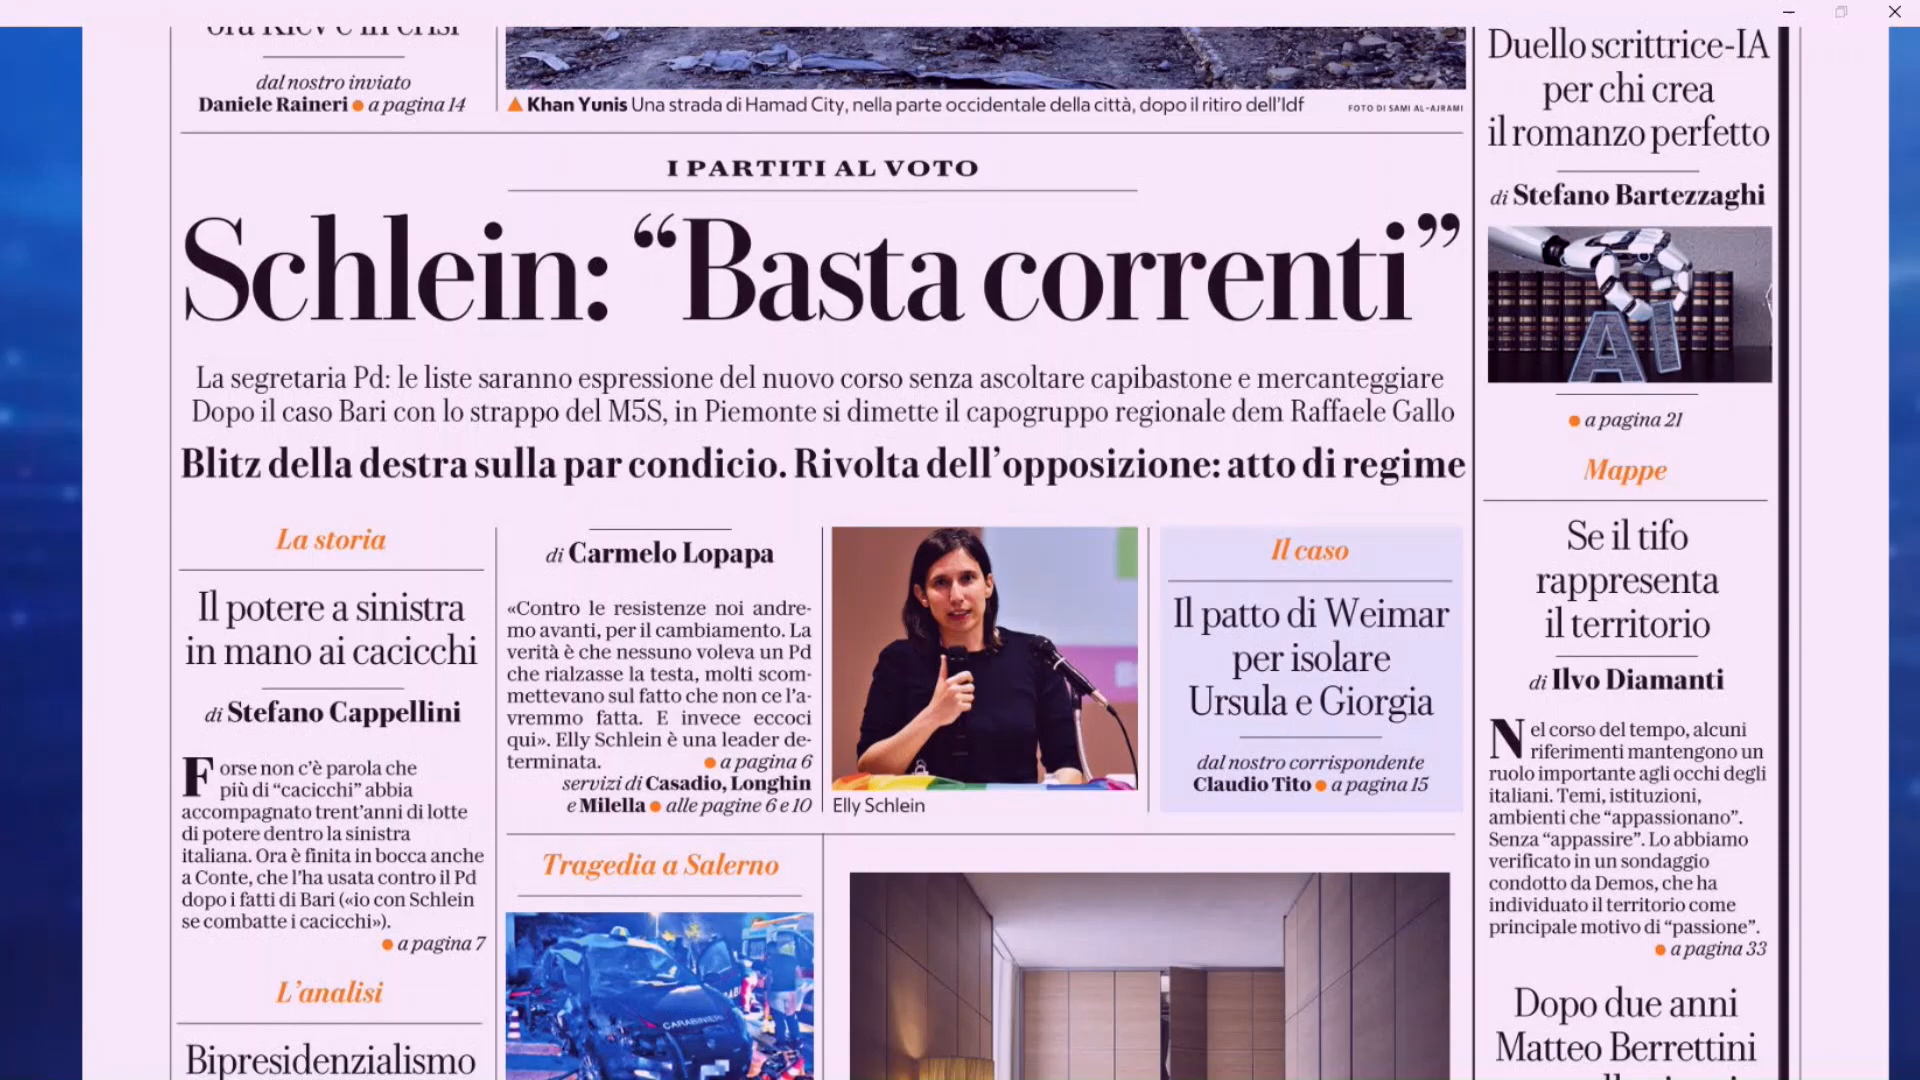 ora Kiev è in crisi
dal nostro inviato
Daniele Raineri ● a pagina 14
▲ Khan Yunis Una strada di Hamad City, nella parte occidentale della città, dopo il ritiro dell'Idf
FOTO DI SAMI AL-AJRAMI
I PARTITI AL VOTO
Schlein: “Basta correnti”
La segretaria Pd: le liste saranno espressione del nuovo corso senza ascoltare capibastone e mercanteggiare
Dopo il caso Bari con lo strappo del M5S, in Piemonte si dimette il capogruppo regionale dem Raffaele Gallo
Blitz della destra sulla par condicio. Rivolta dell’opposizione: atto di regime
La storia
Il potere a sinistra
in mano ai cacicchi
di Stefano Cappellini
Forse non c’è parola che
più di “cacicchi” abbia
accompagnato trent’anni di lotte
di potere dentro la sinistra
italiana. Ora è finita in bocca anche
a Conte, che l’ha usata contro il Pd
dopo i fatti di Bari («io con Schlein
se combatte i cacicchi»).
● a pagina 7
L’analisi
Bipresidenzialismo
di Carmelo Lopapa
«Contro le resistenze noi andre-
mo avanti, per il cambiamento. La
verità è che nessuno voleva un Pd
che rialzasse la testa, molti scom-
mettevano sul fatto che non ce l’a-
vremmo fatta. E invece eccoci
qui». Elly Schlein è una leader de-
terminata. ● a pagina 6
servizi di Casadio, Longhin
e Milella ● alle pagine 6 e 10
Elly Schlein
Il caso
Il patto di Weimar
per isolare
Ursula e Giorgia
dal nostro corrispondente
Claudio Tito ● a pagina 15
Tragedia a Salerno
CARABINIERI
Duello scrittrice-IA
per chi crea
il romanzo perfetto
di Stefano Bartezzaghi
AI
● a pagina 21
Mappe
Se il tifo
rappresenta
il territorio
di Ilvo Diamanti
Nel corso del tempo, alcuni
riferimenti mantengono un
ruolo importante agli occhi degli
italiani. Temi, istituzioni,
ambienti che “appassionano”.
Senza “appassire”. Lo abbiamo
verificato in un sondaggio
condotto da Demos, che ha
individuato il territorio come
principale motivo di “passione”.
● a pagina 33
Dopo due anni
Matteo Berrettini